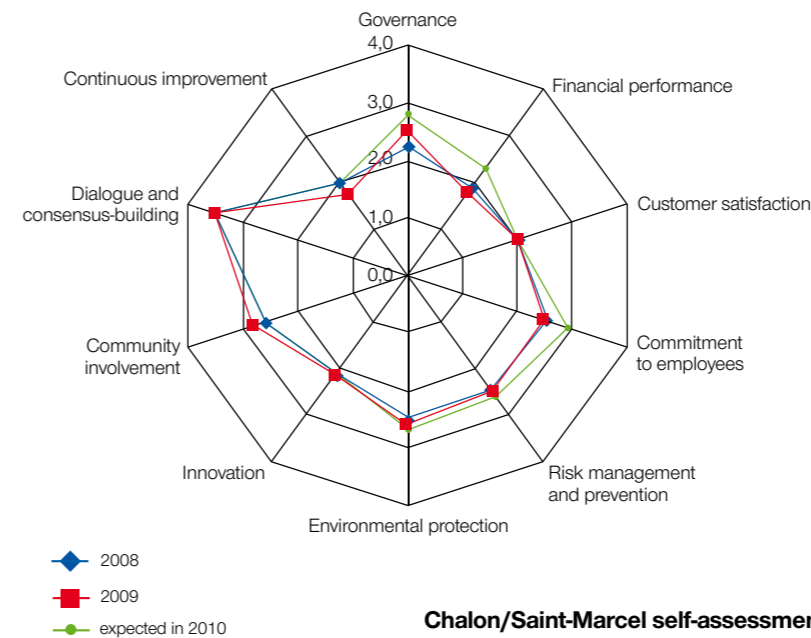 Governance
4,0
Continuous improvement
Financial performance
3,0
2,0
Dialogue and
consensus-building
Customer satisfaction
1,0
0,0
Community
involvement
Commitment
to employees
Innovation
Risk management
and prevention
Environmental protection
2008
2009
expected in 2010
Chalon/Saint-Marcel self-assessmen